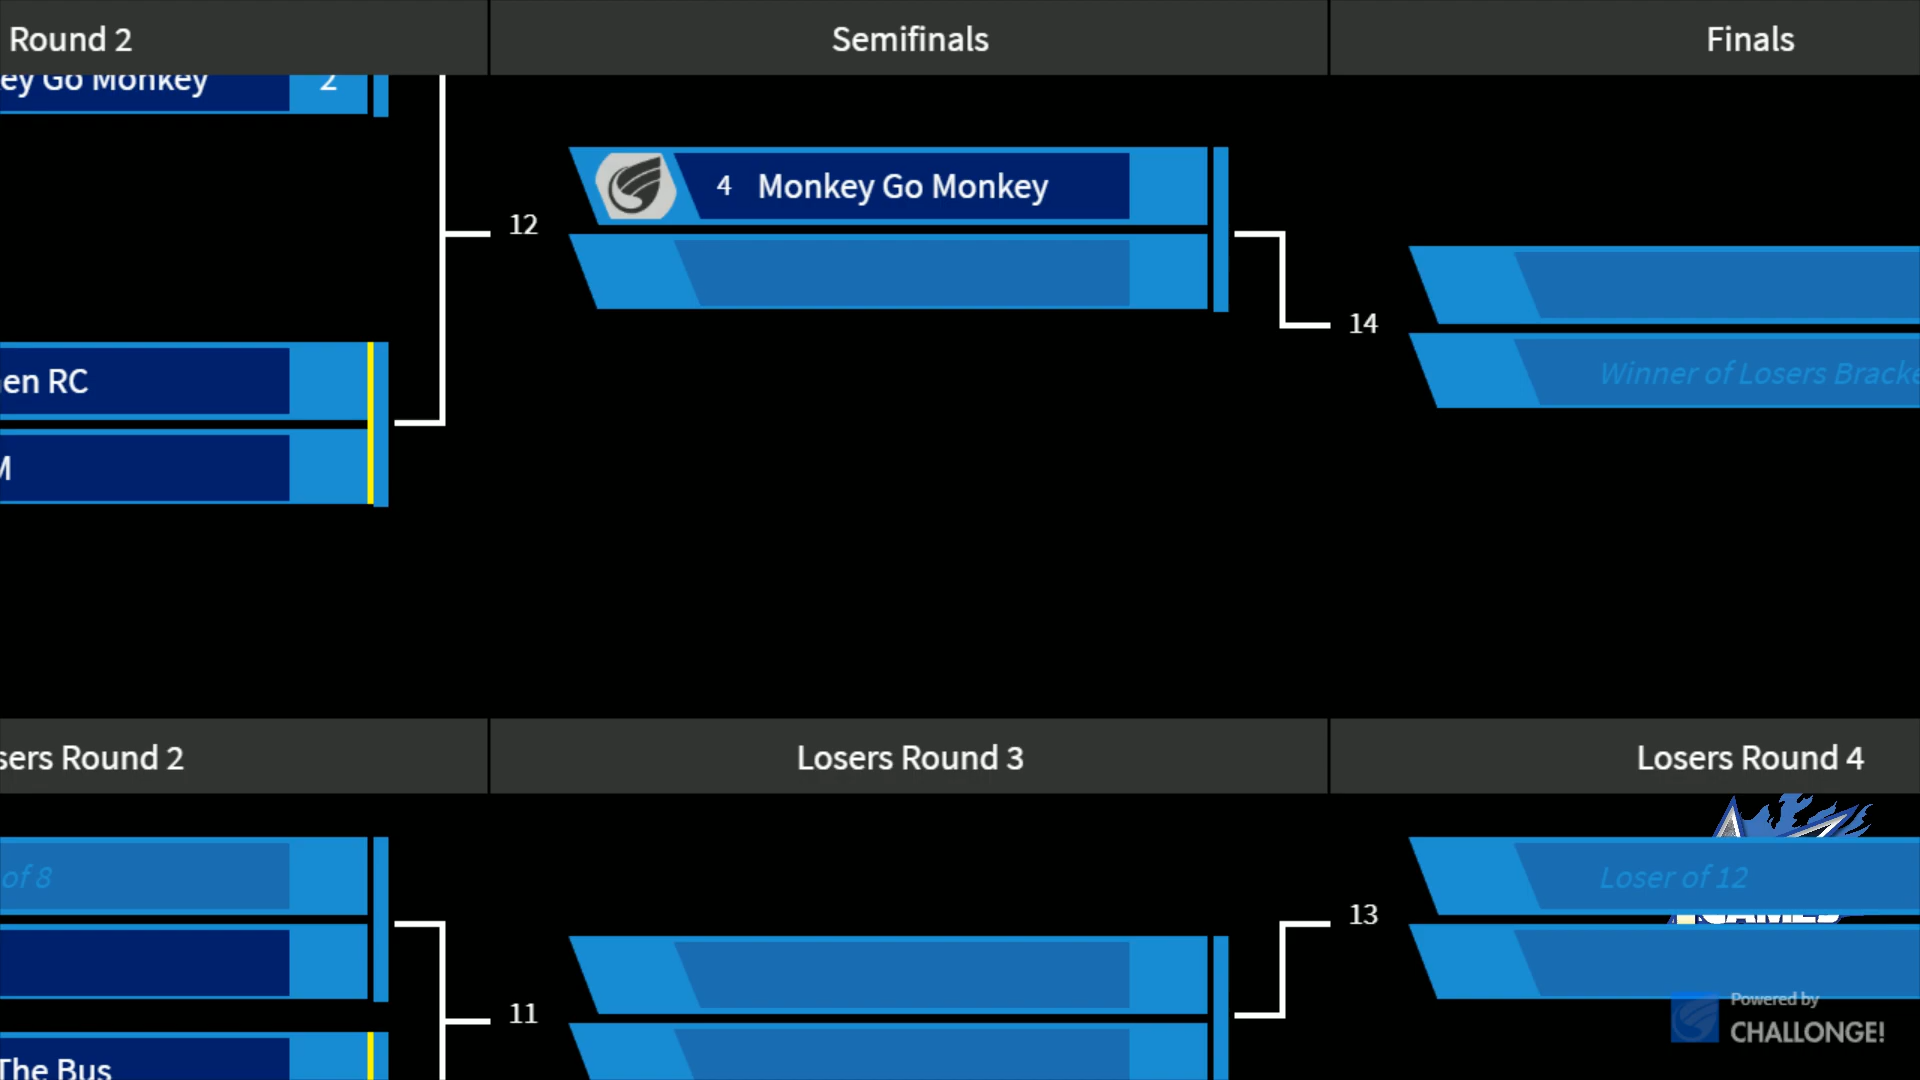 Round 2
Semifinals
Finals
ey Go Monkey 2
4 Monkey Go Monkey
12
14
Winner of Losers Bracke
en RC
M
sers Round 2
Losers Round 3
Losers Round 4
of 8
Loser of 12
13
GAMES
11
Powered by
CHALLONGE!
The Bus